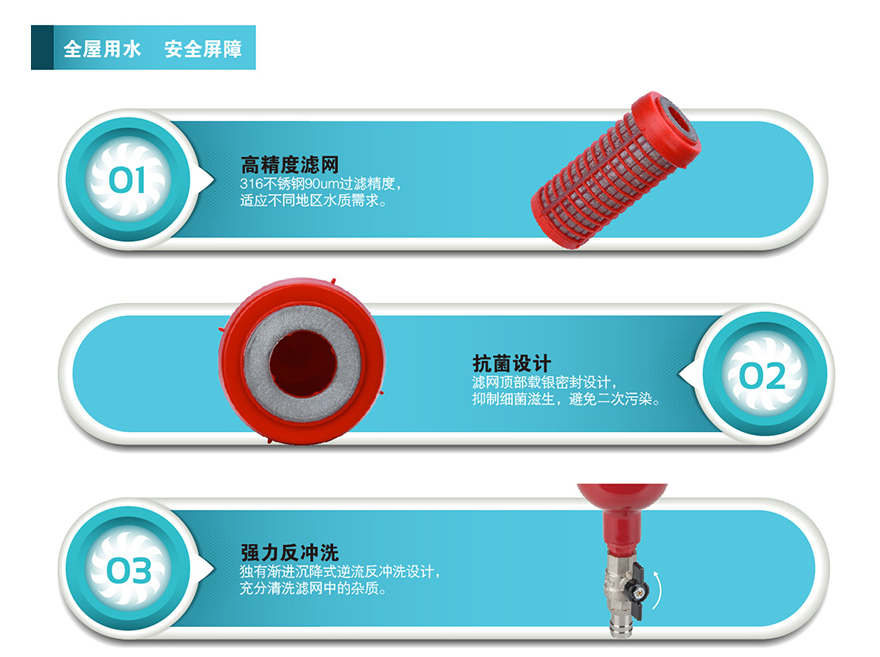 全屋用水 安全屏障
01
高精度滤网
316不锈钢90um过滤精度，
适应不同地区水质需求。
抗菌设计
滤网顶部载银密封设计，
抑制细菌滋生，避免二次污染。
02
03
强力反冲洗
独有渐进沉降式逆流反冲洗设计，
充分清洗滤网中的杂质。